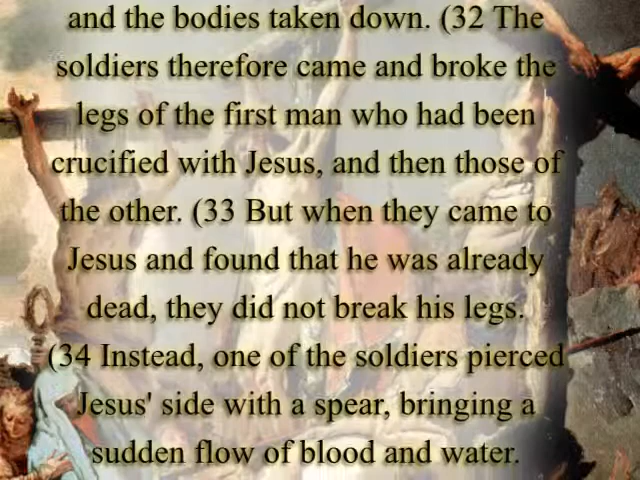 and the bodies taken down. (32 The
soldiers therefore came and broke the
legs of the first man who had been
crucified with Jesus, and then those of
the other. (33 But when they came to
Jesus and found that he was already
dead, they did not break his legs.
(34 Instead, one of the soldiers pierced
Jesus' side with a spear, bringing a
sudden flow of blood and water.